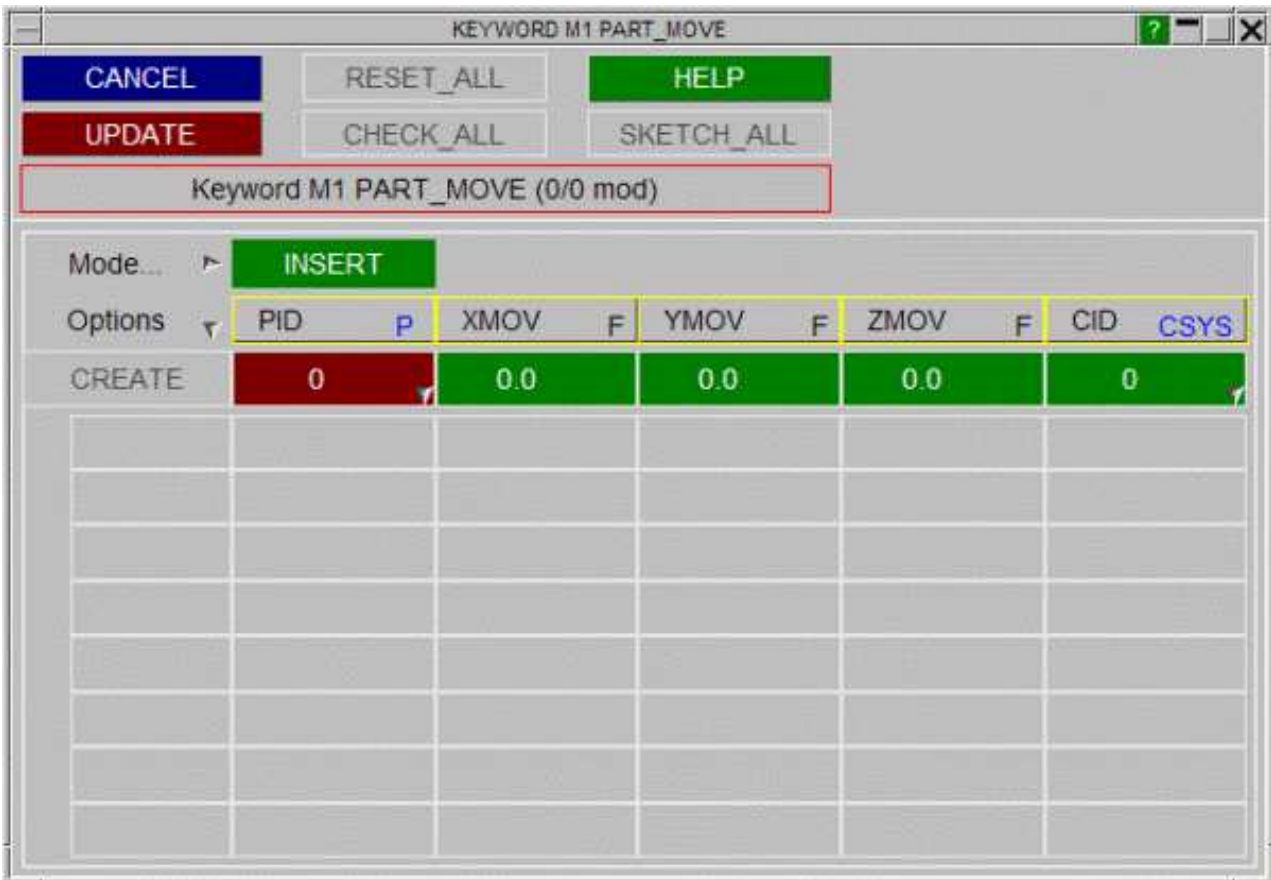 KEYWORD M1 PART_MOVE ?
CANCEL RESET_ALL HELP
UPDATE CHECK_ALL SKETCH_ALL
Keyword M1 PART_MOVE (0/0 mod)
Mode... INSERT
Options PID P XMOV F YMOV F ZMOV F CID CSYS
CREATE 0 0.0 0.0 0.0 0